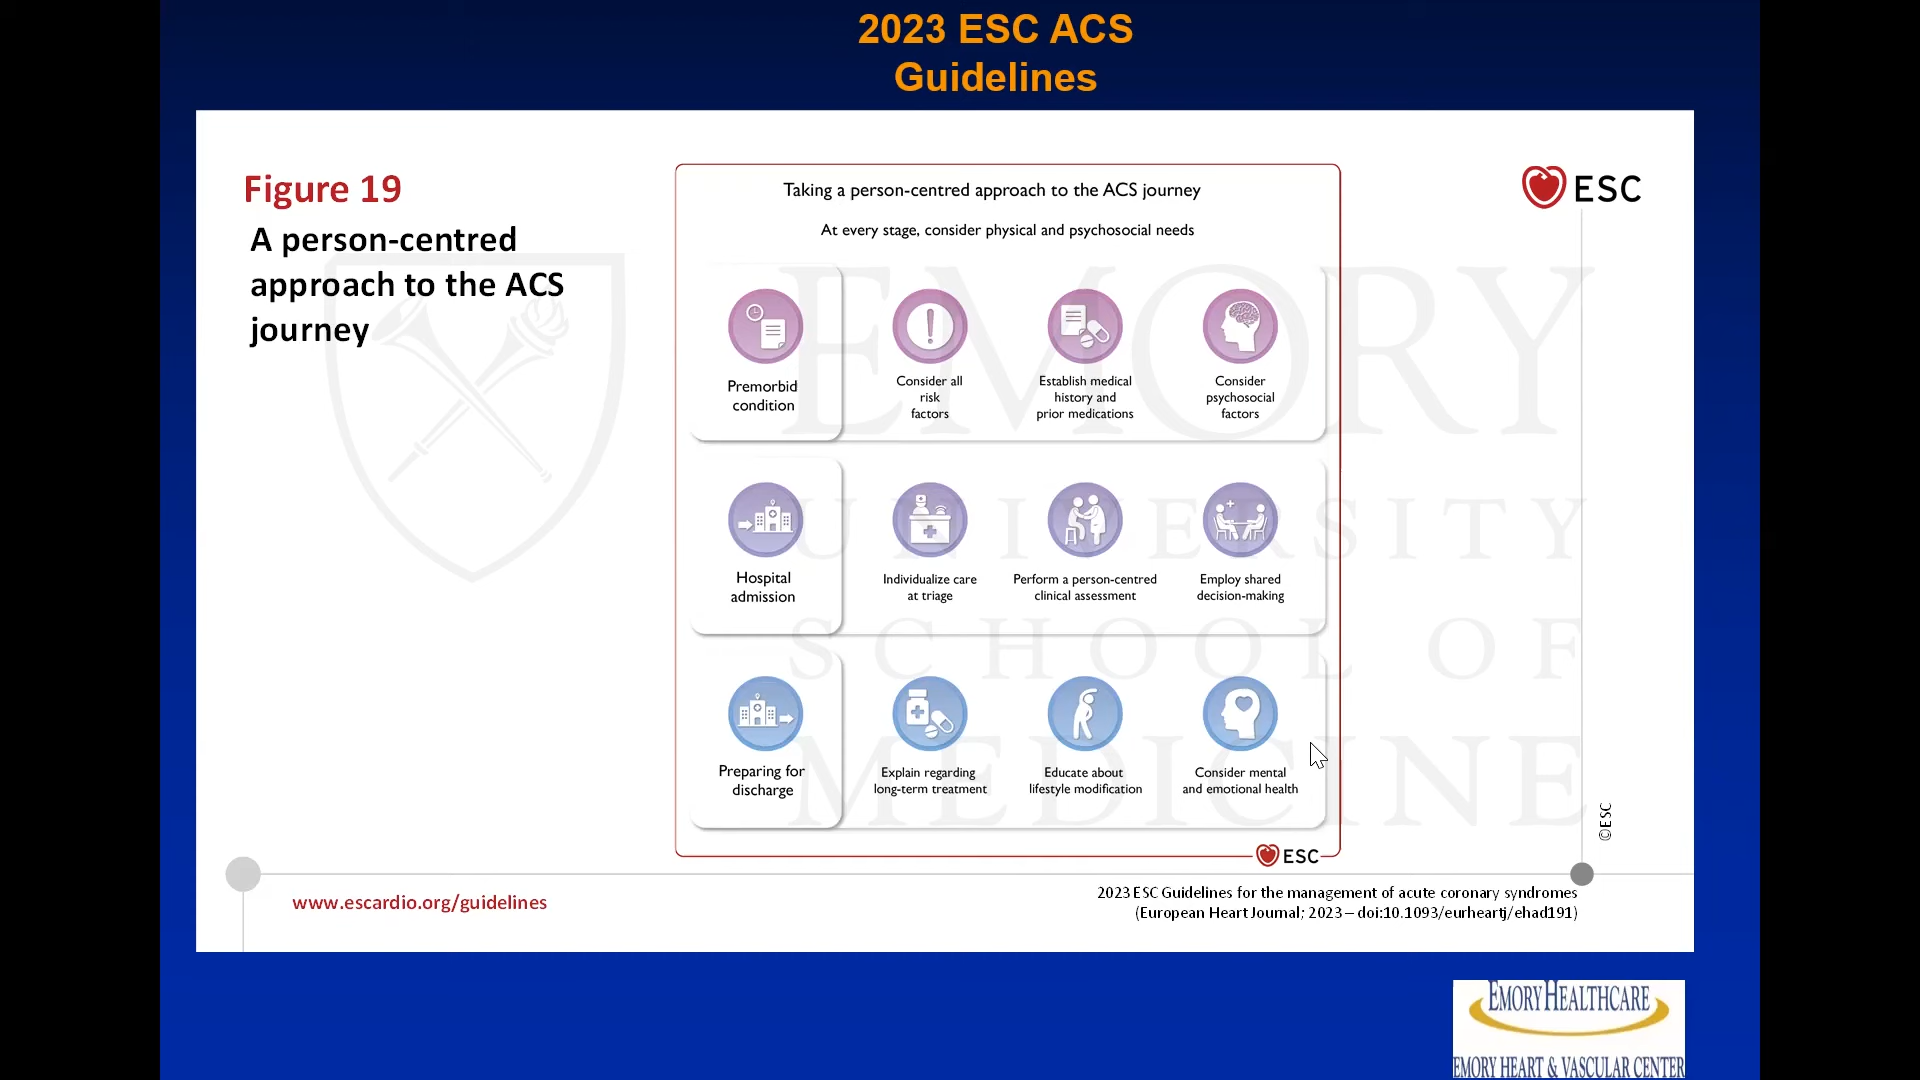 2023 ESC ACS
Guidelines
Figure 19
A person-centred
approach to the ACS
journey
Taking a person-centred approach to the ACS journey
At every stage, consider physical and psychosocial needs
ESC
Premorbid
condition
Consider all
risk
factors
Establish medical
history and
prior medications
Consider
psychosocial
factors
Hospital
admission
Individualize care
at triage
Perform a person-centred
clinical assessment
Employ shared
decision-making
Preparing for
discharge
Explain regarding
long-term treatment
Educate about
lifestyle modification
Consider mental
and emotional health
ESC
©ESC
www.escardio.org/guidelines
2023 ESC Guidelines for the management of acute coronary syndromes
(European Heart Journal; 2023 – doi:10.1093/eurheartj/ehad191)
EMORY
UNIVERSITY
SCHOOL OF
MEDICINE
EMORY HEALTHCARE
EMORY HEART & VASCULAR CENTER